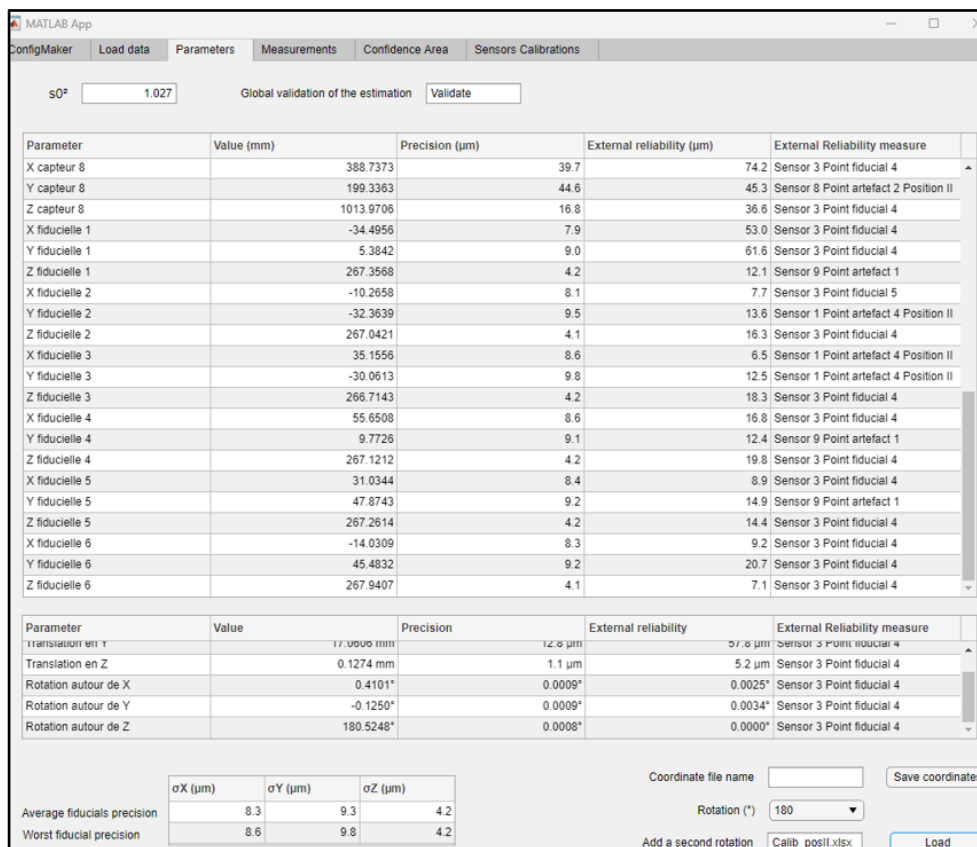 MATLAB App
ConfigMaker Load data Parameters Measurements Confidence Area Sensors Calibrations
s0² 1.027 Global validation of the estimation Validate
Parameter Value (mm) Precision (µm) External reliability (µm) External Reliability measure
X capteur 8 388.7373 39.7 74.2 Sensor 3 Point fiducial 4
Y capteur 8 199.3363 44.6 45.3 Sensor 8 Point artefact 2 Position II
Z capteur 8 1013.9706 16.8 36.6 Sensor 3 Point fiducial 4
X fiducielle 1 -34.4956 7.9 53.0 Sensor 3 Point fiducial 4
Y fiducielle 1 5.3842 9.0 61.6 Sensor 3 Point fiducial 4
Z fiducielle 1 267.3568 4.2 12.1 Sensor 9 Point artefact 1
X fiducielle 2 -10.2658 8.1 7.7 Sensor 3 Point fiducial 5
Y fiducielle 2 -32.3639 9.5 13.6 Sensor 1 Point artefact 4 Position II
Z fiducielle 2 267.0421 4.1 16.3 Sensor 3 Point fiducial 4
X fiducielle 3 35.1556 8.6 6.5 Sensor 1 Point artefact 4 Position II
Y fiducielle 3 -30.0613 9.8 12.5 Sensor 1 Point artefact 4 Position II
Z fiducielle 3 266.7143 4.2 18.3 Sensor 3 Point fiducial 4
X fiducielle 4 55.6508 8.6 16.8 Sensor 3 Point fiducial 4
Y fiducielle 4 9.7726 9.1 12.4 Sensor 9 Point artefact 1
Z fiducielle 4 267.1212 4.2 19.8 Sensor 3 Point fiducial 4
X fiducielle 5 31.0344 8.4 8.9 Sensor 3 Point fiducial 4
Y fiducielle 5 47.8743 9.2 14.9 Sensor 9 Point artefact 1
Z fiducielle 5 267.2614 4.2 14.4 Sensor 3 Point fiducial 4
X fiducielle 6 -14.0309 8.3 9.2 Sensor 3 Point fiducial 4
Y fiducielle 6 45.4832 9.2 20.7 Sensor 3 Point fiducial 4
Z fiducielle 6 267.9407 4.1 7.1 Sensor 3 Point fiducial 4
Parameter Value Precision External reliability External Reliability measure
Translation en Y 17.0606 mm 12.8 µm 57.8 µm Sensor 3 Point fiducial 4
Translation en Z 0.1274 mm 1.1 µm 5.2 µm Sensor 3 Point fiducial 4
Rotation autour de X 0.4101° 0.0009° 0.0025° Sensor 3 Point fiducial 4
Rotation autour de Y -0.1250° 0.0009° 0.0034° Sensor 3 Point fiducial 4
Rotation autour de Z 180.5248° 0.0008° 0.0000° Sensor 3 Point fiducial 4
σX (µm) σY (µm) σZ (µm)
Average fiducials precision 8.3 9.3 4.2
Worst fiducial precision 8.6 9.8 4.2
Coordinate file name Save coordinates
Rotation (°) 180
Add a second rotation Calib_posII.xlsx Load